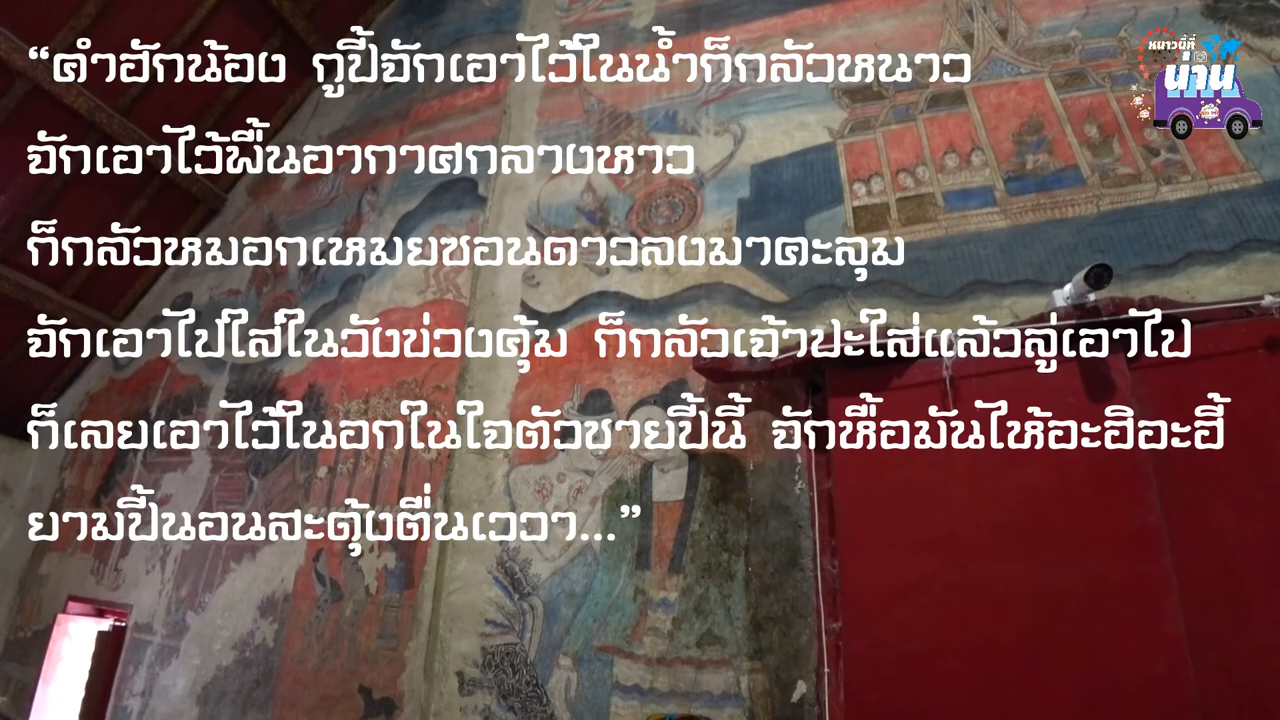 “ตำฮักน้อง กูปี้จักเอาไว้ในน้ำก็กลัวหนาว
จักเอาไว้พื้นอากาศกลางหาว
ก็กลัวหมอกเหมยซอนดาวลงมาคะลุม
จักเอาไปใส่ในวังข่วงคุ้ม ก็กลัวเจ้าปะใส่แล้วลู่เอาไป
ก็เลยเอาไว้ในอกในใจตัวชายปี้นี้ จักหื้อมันไห้อะฮิอะฮี้
ยามปี้นอนสะดุ้งตื่นเววา...”
หนาวนี้ที่
น่าน